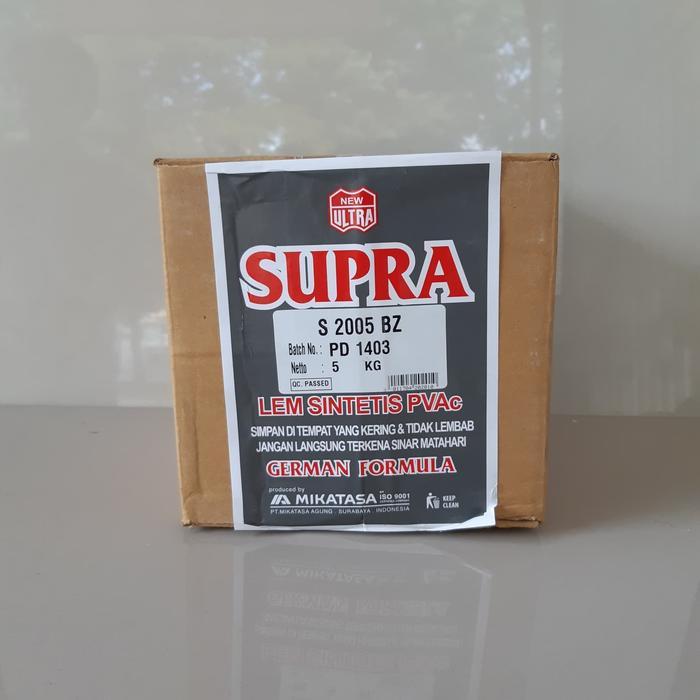 NEW
ULTRA
SUPRA
S 2005 BZ
Batch No. : PD 1403
Netto : 5 KG
QC. PASSED
LEM SINTETIS PVAc
SIMPAN DI TEMPAT YANG KERING & TIDAK LEMBAB
JANGAN LANGSUNG TERKENA SINAR MATAHARI
GERMAN FORMULA
produced by
MIKATASA ISO 9001
PT.MIKATASA AGUNG SURABAYA INDONESIA
KEEP
CLEAN